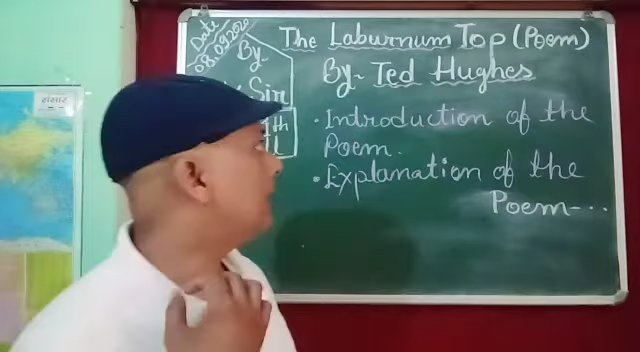 Date
08.09.2020
By-
Sir
th
The Laburnum Top (Poem)
By- Ted Hughes
• Introduction of the
Poem.
• Explanation of the
Poem-...
संसार